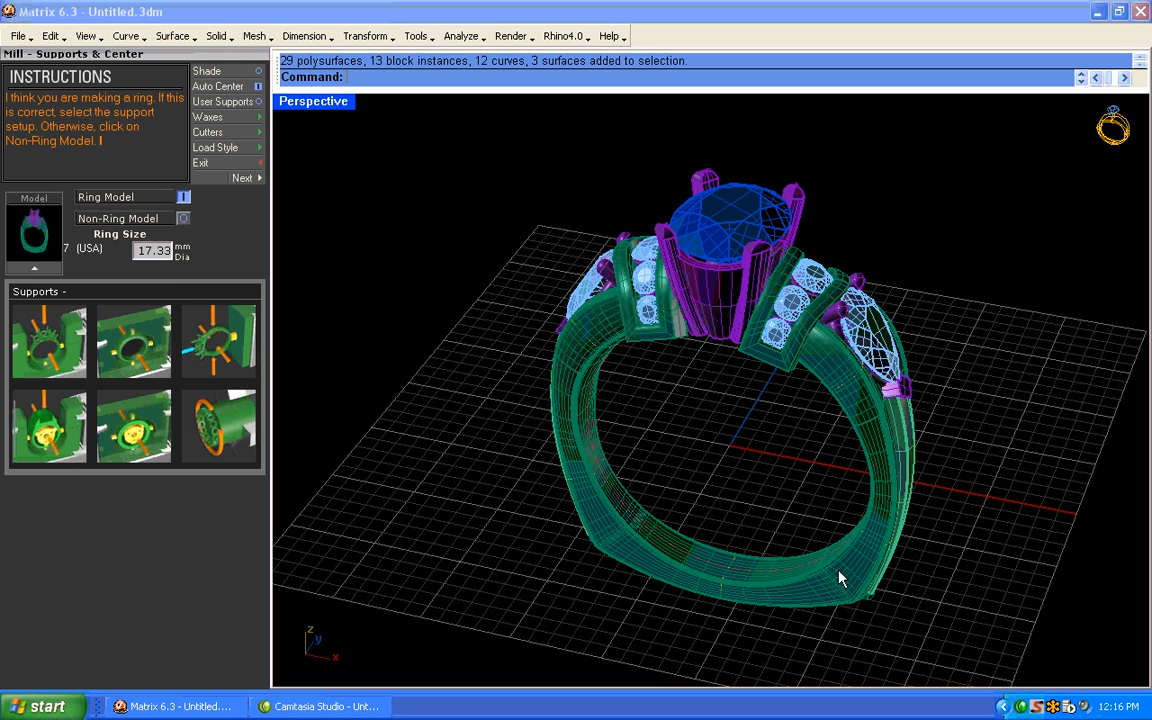 Matrix 6.3 - Untitled.3dm
File Edit View Curve Surface Solid Mesh Dimension Transform Tools Analyze Render Rhino4.0 Help
Mill - Supports & Center
INSTRUCTIONS
I think you are making a ring. If this
is correct, select the support
setup. Otherwise, click on
Non-Ring Model. I
Shade
Auto Center
User Supports
Waxes
Cutters
Load Style
Exit
Next
Model
Ring Model
Non-Ring Model
Ring Size
7 (USA) 17.33 mm
Dia
Supports -
29 polysurfaces, 13 block instances, 12 curves, 3 surfaces added to selection.
Command:
Perspective
z
y
x
start
Matrix 6.3 - Untitled....
Camtasia Studio - Unt...
12:16 PM